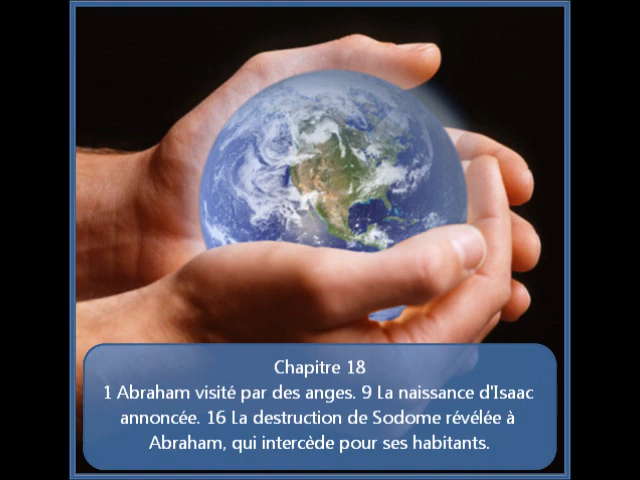 Chapitre 18
1 Abraham visité par des anges. 9 La naissance d'Isaac
annoncée. 16 La destruction de Sodome révélée à
Abraham, qui intercède pour ses habitants.